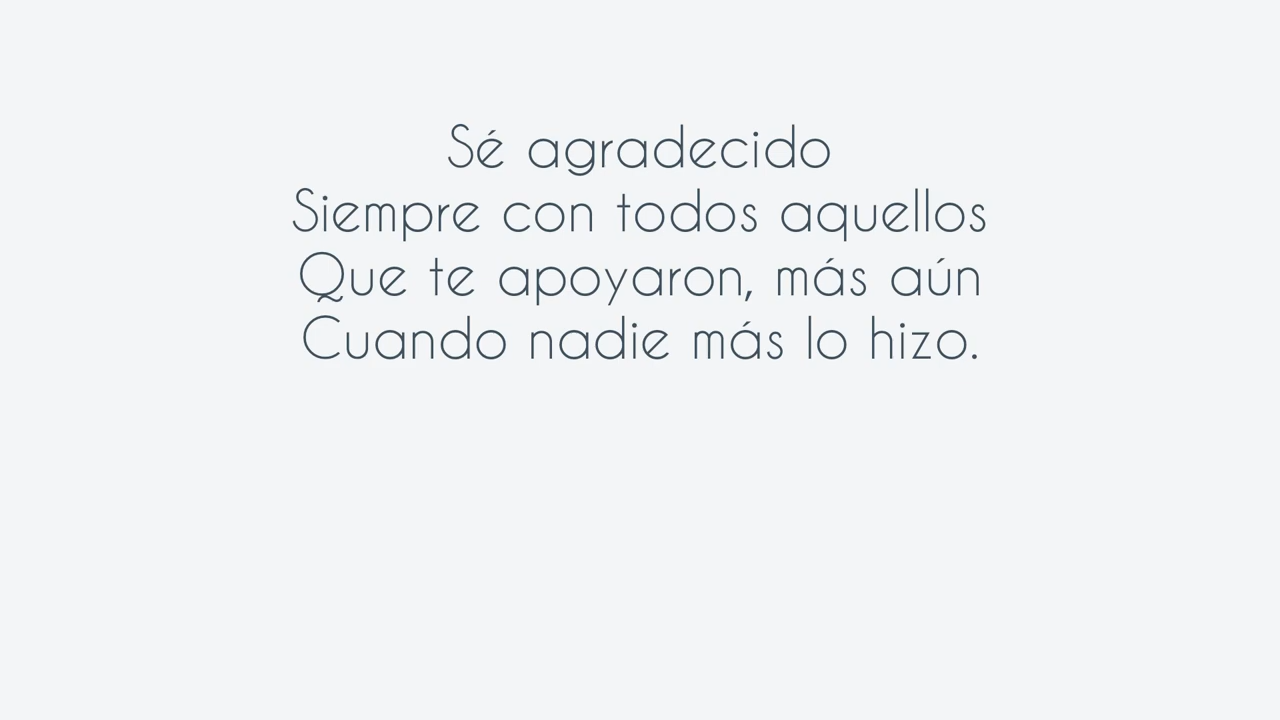 Sé agradecido
Siempre con todos aquellos
Que te apoyaron, más aún
Cuando nadie más lo hizo.